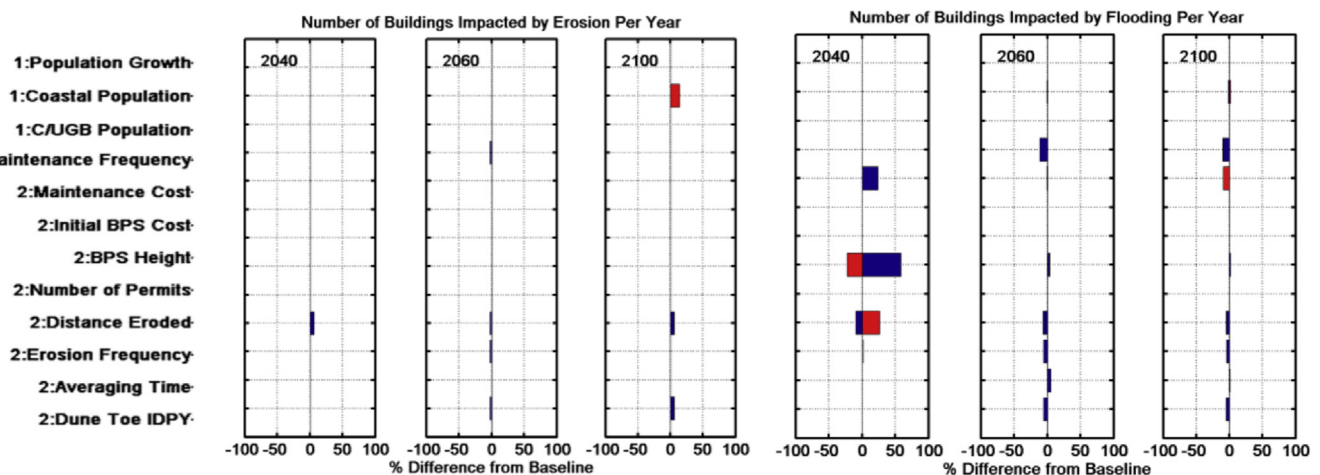 Number of Buildings Impacted by Erosion Per Year
Number of Buildings Impacted by Flooding Per Year
2040
2060
2100
2040
2060
2100
1:Population Growth
1:Coastal Population
1:C/UGB Population
aintenance Frequency
2:Maintenance Cost
2:Initial BPS Cost
2:BPS Height
2:Number of Permits
2:Distance Eroded
2:Erosion Frequency
2:Averaging Time
2:Dune Toe IDPY
-100 -50 0 50 100
-100 -50 0 50 100
-100 -50 0 50 100
-100 -50 0 50 100
-100 -50 0 50 100
-100 -50 0 50 100
% Difference from Baseline
% Difference from Baseline